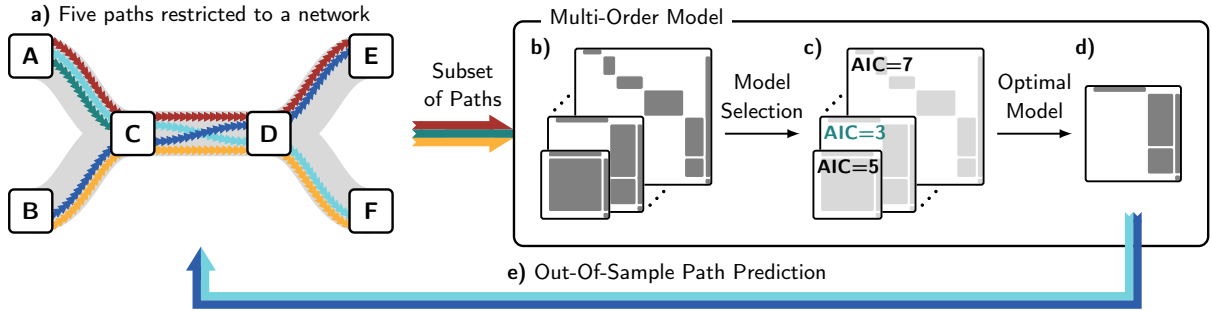 a) Five paths restricted to a network
A
B
C
D
E
F
Subset
of Paths
Multi-Order Model
b)
Model
Selection
c)
AIC=7
AIC=3
AIC=5
Optimal
Model
d)
e) Out-Of-Sample Path Prediction